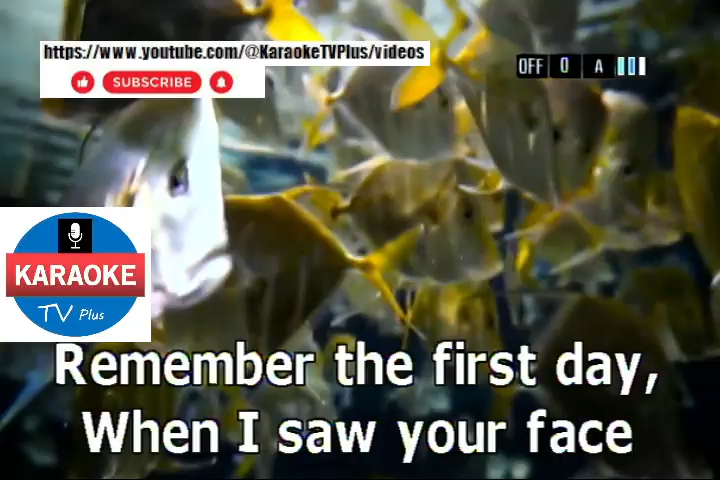 https://www.youtube.com/@KaraokeTVPlus/videos
SUBSCRIBE
OFF 0 A
KARAOKE
TV Plus
Remember the first day,
When I saw your face